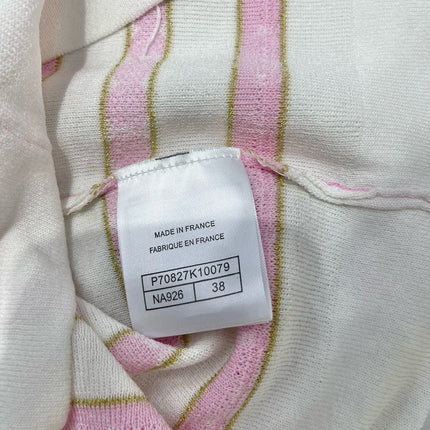 MADE IN FRANCE
FABRIQUE EN FRANCE
P70827K10079
NA926 38